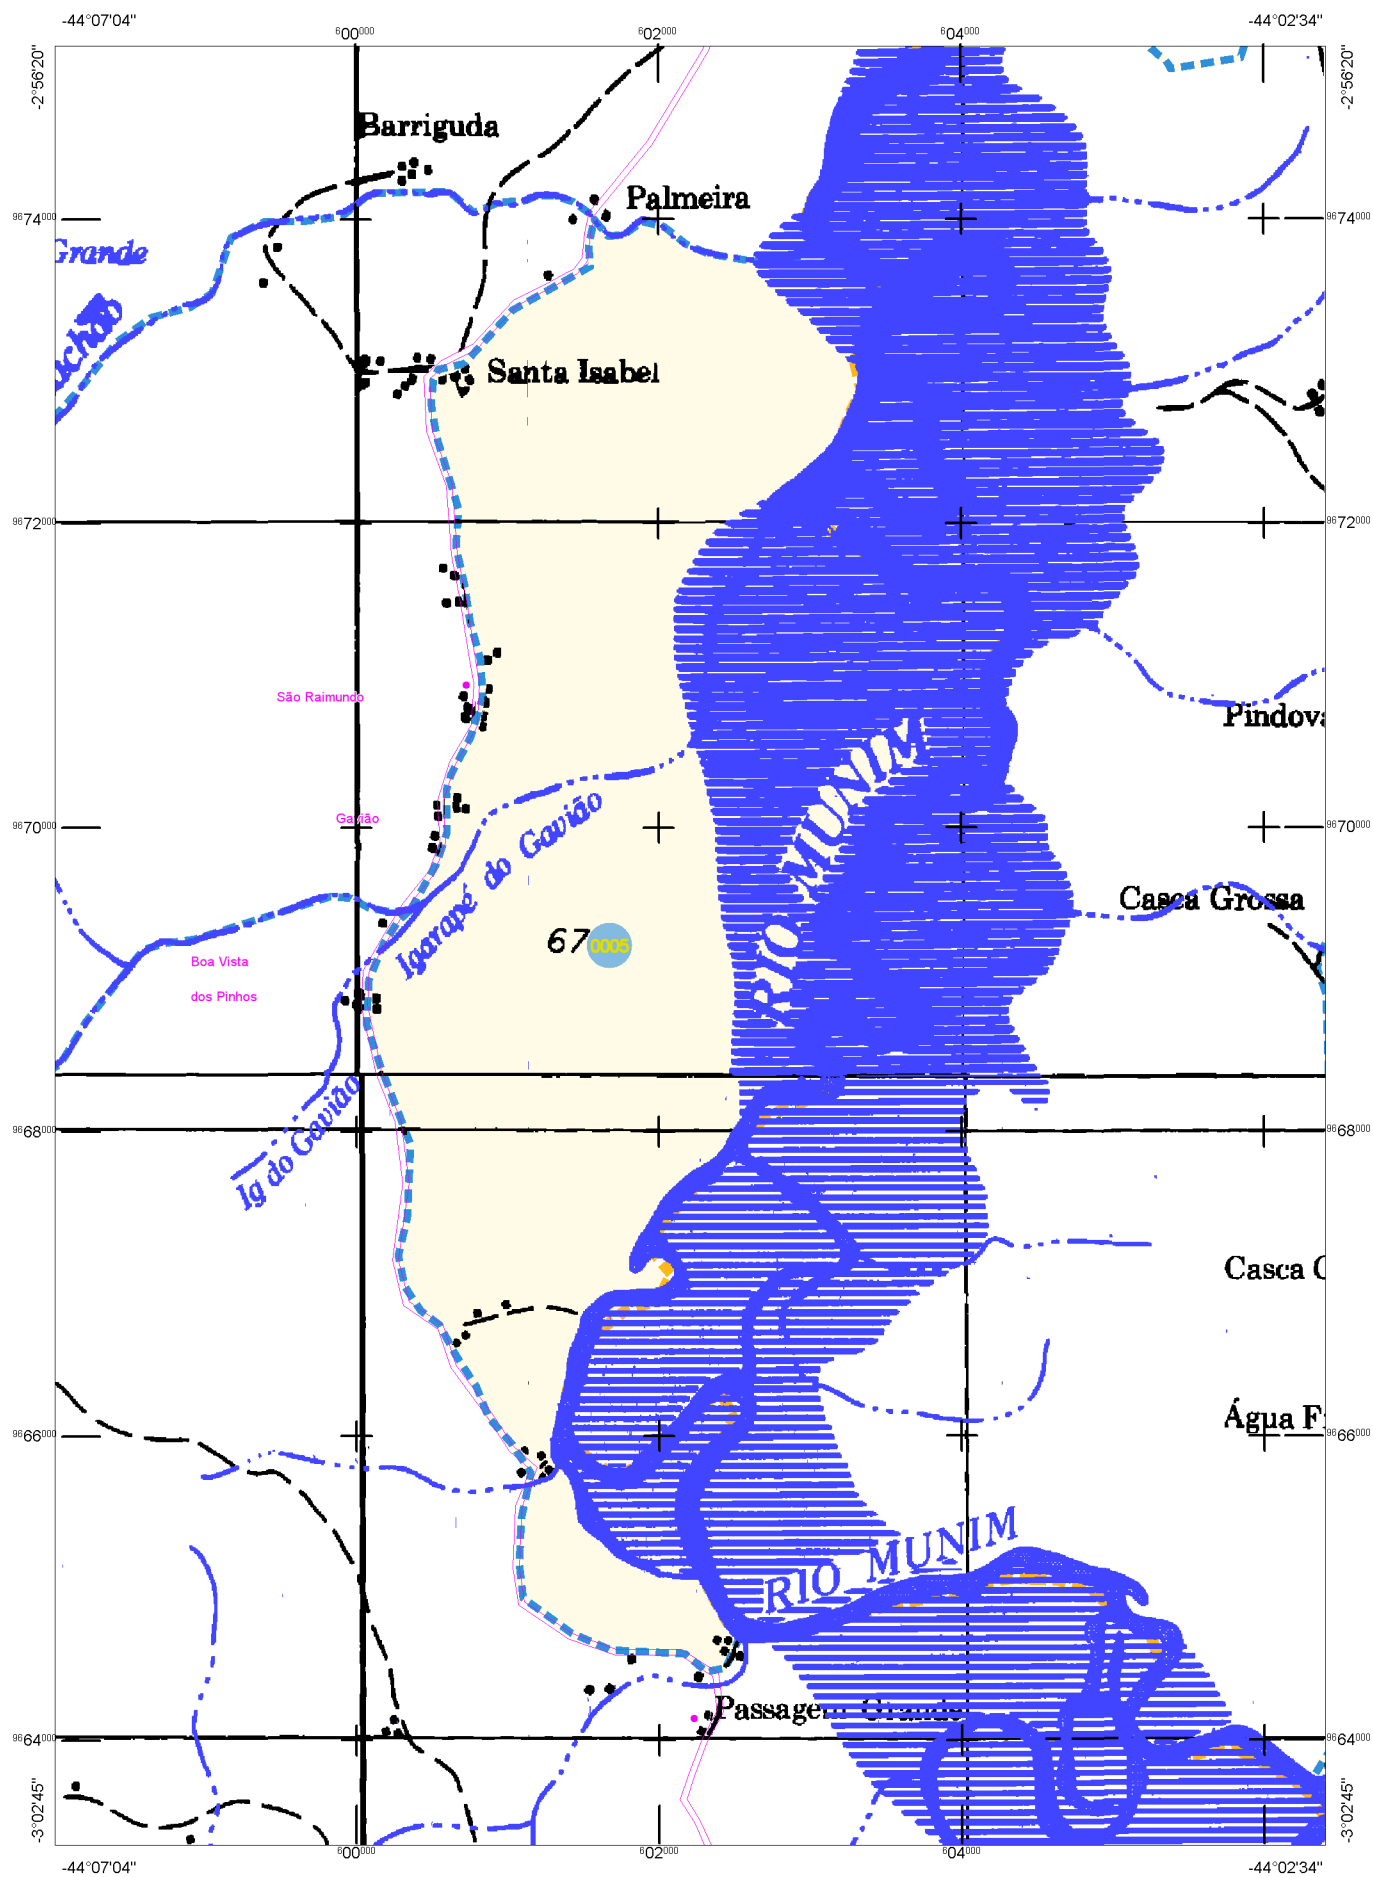 -44°07'04"
-44°02'34"
600000
602000
604000
-2°56'20"
-2°56'20"
Barriguda
Palmeira
9674000
9674000
Grande
Santa Isabel
9672000
9672000
São Raimundo
Pindov
RIO MUNIM
Gavião
9670000
9670000
Igarapé do Gavião
Casca Grossa
67
0005
Boa Vista
dos Pinhos
Ig do Gavião
9668000
9668000
Casca
Água F
9666000
9666000
RIO MUNIM
Passagem Grande
9664000
9664000
-3°02'45"
-3°02'45"
600000
602000
604000
-44°07'04"
-44°02'34"